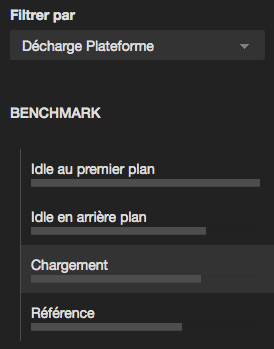 Filtrer par
Décharge Plateforme
BENCHMARK
Idle au premier plan
Idle en arrière plan
Chargement
Référence